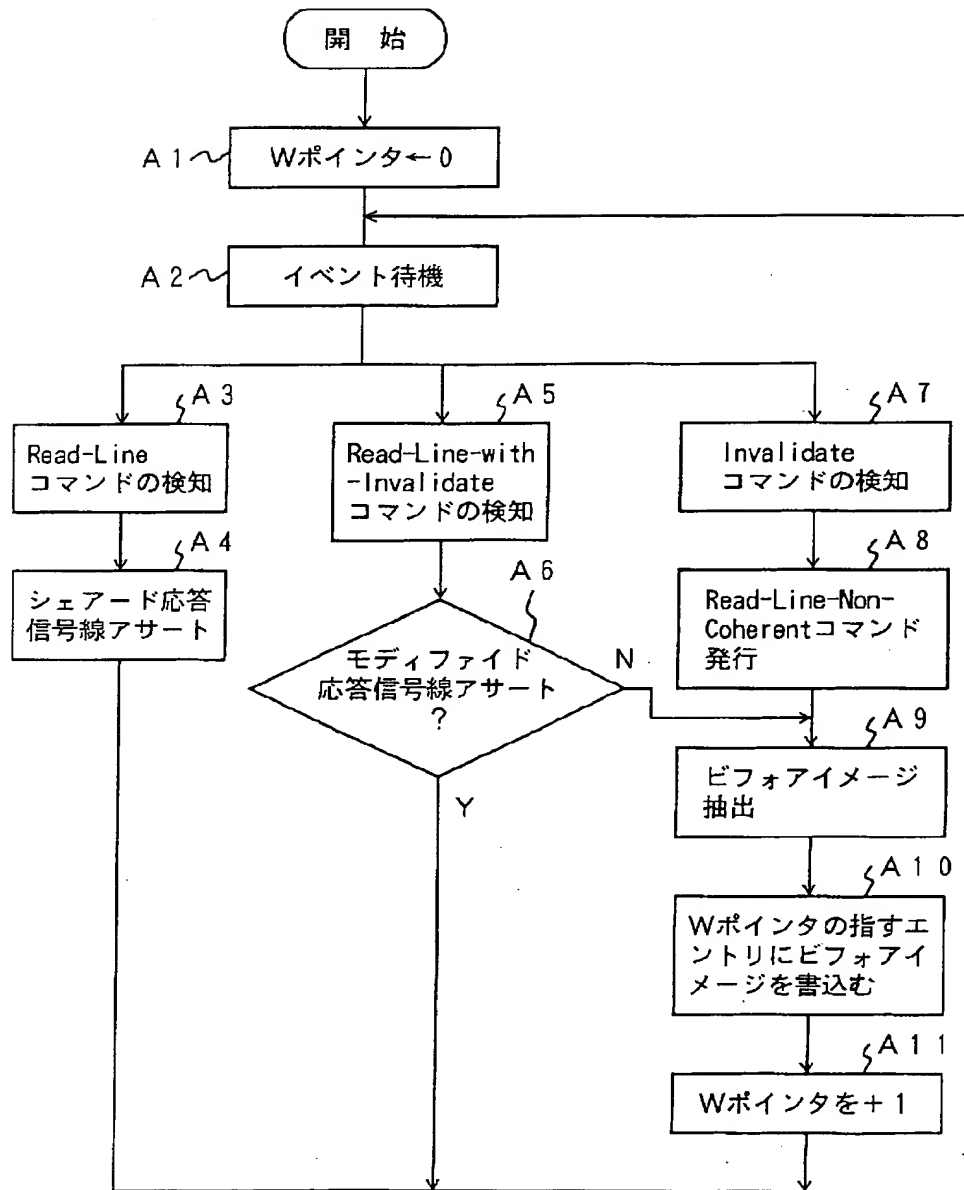 開 始
A1
Wポインタ←0
A2
イベント待機
A3
Read-Line
コマンドの検知
A4
シェアード応答
信号線アサート
A5
Read-Line-with
-Invalidate
コマンドの検知
A6
モディファイド
応答信号線アサート
?
N
Y
A7
Invalidate
コマンドの検知
A8
Read-Line-Non-
Coherentコマンド
発行
A9
ビフォアイメージ
抽出
A10
Wポインタの指すエ
ントリにビフォアイ
メージを書込む
A11
Wポインタを+1